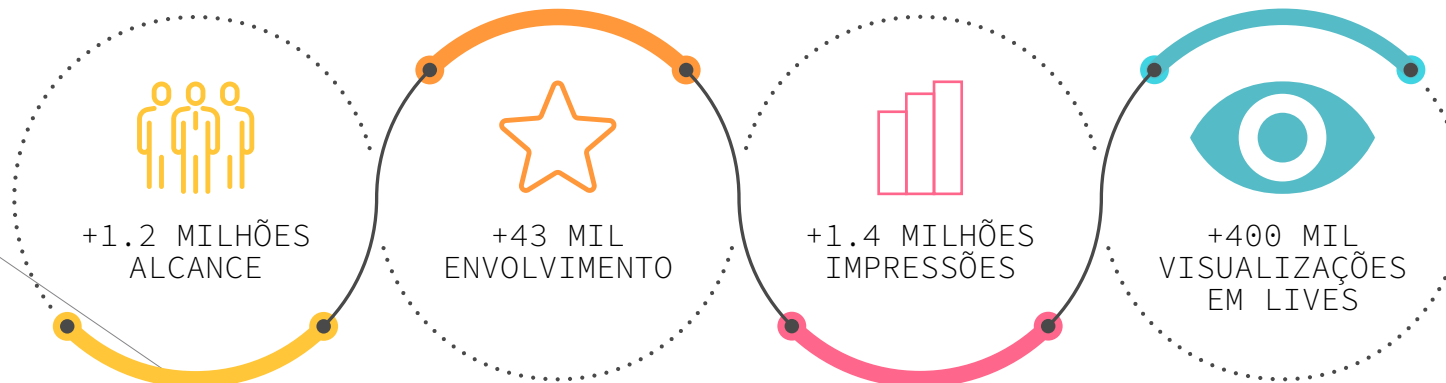 +1.2 MILHÕES
ALCANCE
+43 MIL
ENVOLVIMENTO
+1.4 MILHÕES
IMPRESSÕES
+400 MIL
VISUALIZAÇÕES
EM LIVES